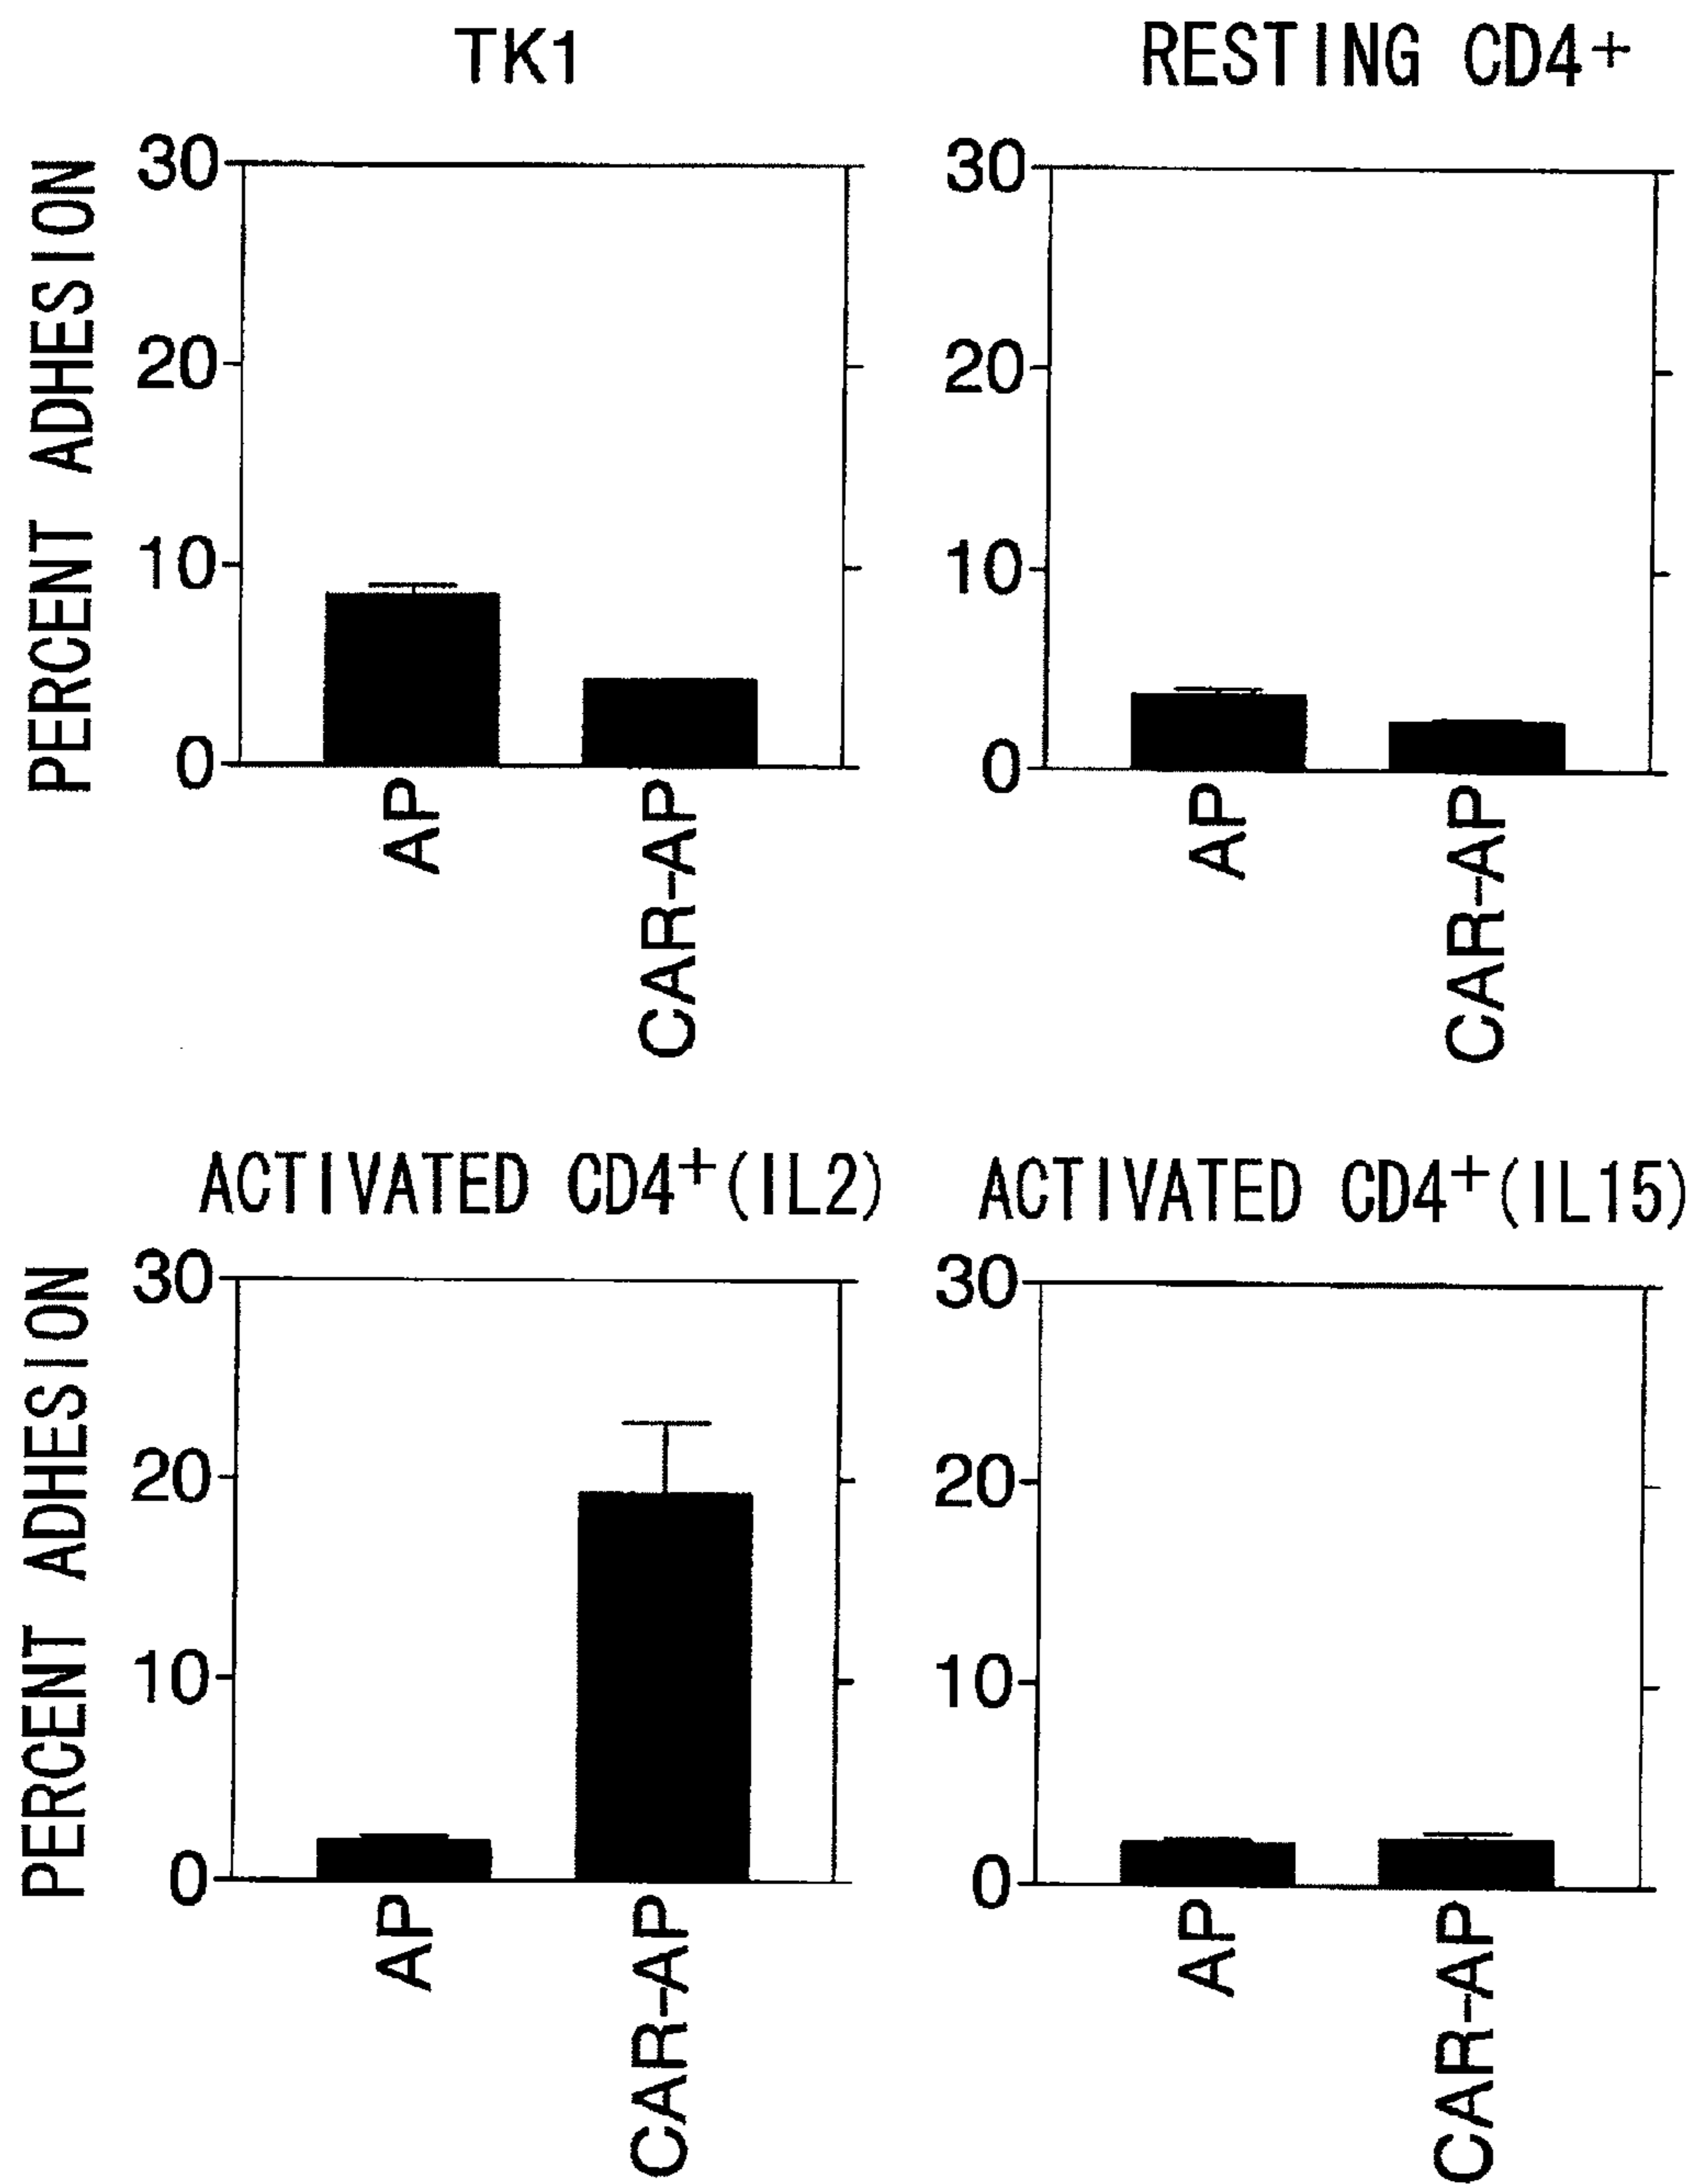 TK1
RESTING CD4+
PERCENT ADHESION
30
20
10
0
AP
CAR-AP
30
20
10
0
AP
CAR-AP
ACTIVATED CD4+(IL2)
ACTIVATED CD4+(IL15)
PERCENT ADHESION
30
20
10
0
AP
CAR-AP
30
20
10
0
AP
CAR-AP